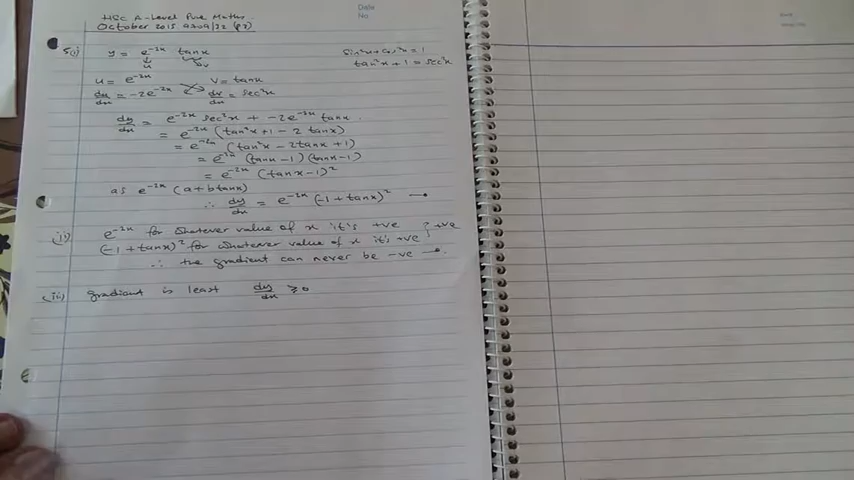 HSC A-Level Pure Maths
October 2015 9709/32 (P3)
Date
No.
5(i) y = e^-2x tanx
u v
sin²x + cos²x = 1
tan²x + 1 = sec²x
u = e^-2x v = tanx
du/dx = -2e^-2x dv/dx = sec²x
dy/dx = e^-2x sec²x + -2e^-2x tanx
= e^-2x (tan²x + 1 - 2 tanx)
= e^-2x (tan²x - 2tanx + 1)
= e^-2x (tanx - 1)(tanx - 1)
= e^-2x (tanx - 1)²
as e^-2x (a + b tanx)
∴ dy/dx = e^-2x (-1 + tanx)²
(ii) e^-2x for whatever value of x it's +ve } +ve
(-1 + tanx)² for whatever value of x it's +ve
∴ the gradient can never be -ve
(iii) gradient is least dy/dx ≥ 0